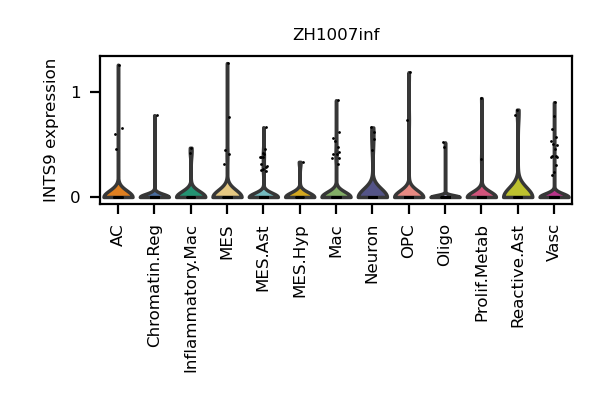 ZH1007inf
INTS9 expression
1
0
AC
Chromatin.Reg
Inflammatory.Mac
MES
MES.Ast
MES.Hyp
Mac
Neuron
OPC
Oligo
Prolif.Metab
Reactive.Ast
Vasc